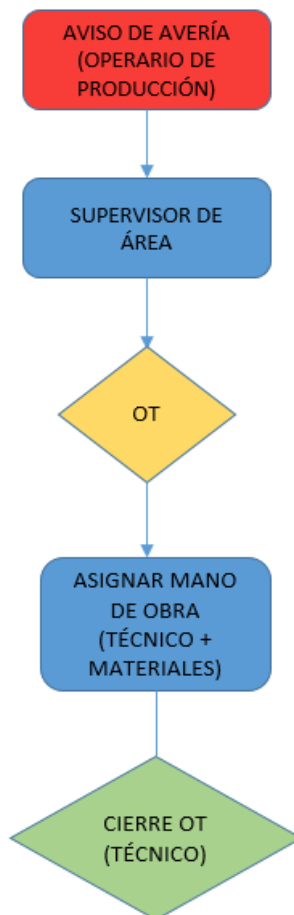 AVISO DE AVERÍA
(OPERARIO DE
PRODUCCIÓN)
SUPERVISOR DE
ÁREA
OT
ASIGNAR MANO
DE OBRA
(TÉCNICO +
MATERIALES)
CIERRE OT
(TÉCNICO)